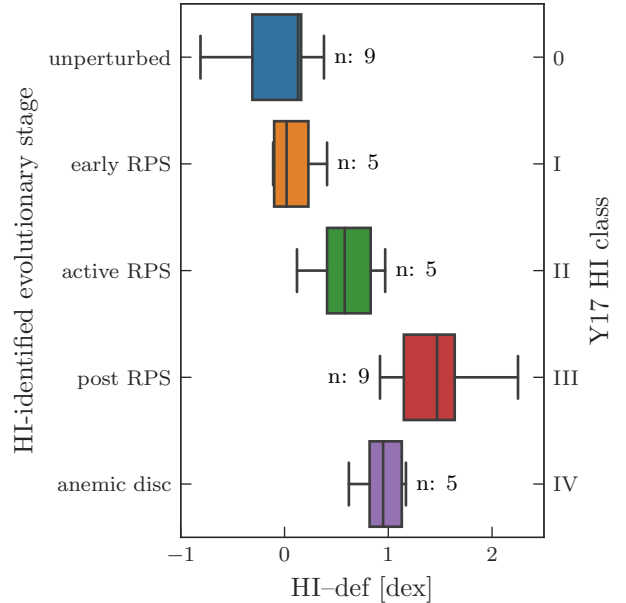 HI-identified evolutionary stage
unperturbed
n: 9
0
early RPS
n: 5
I
active RPS
n: 5
II
post RPS
n: 9
III
anemic disc
n: 5
IV
Y17 HI class
−1
0
1
2
HI–def [dex]